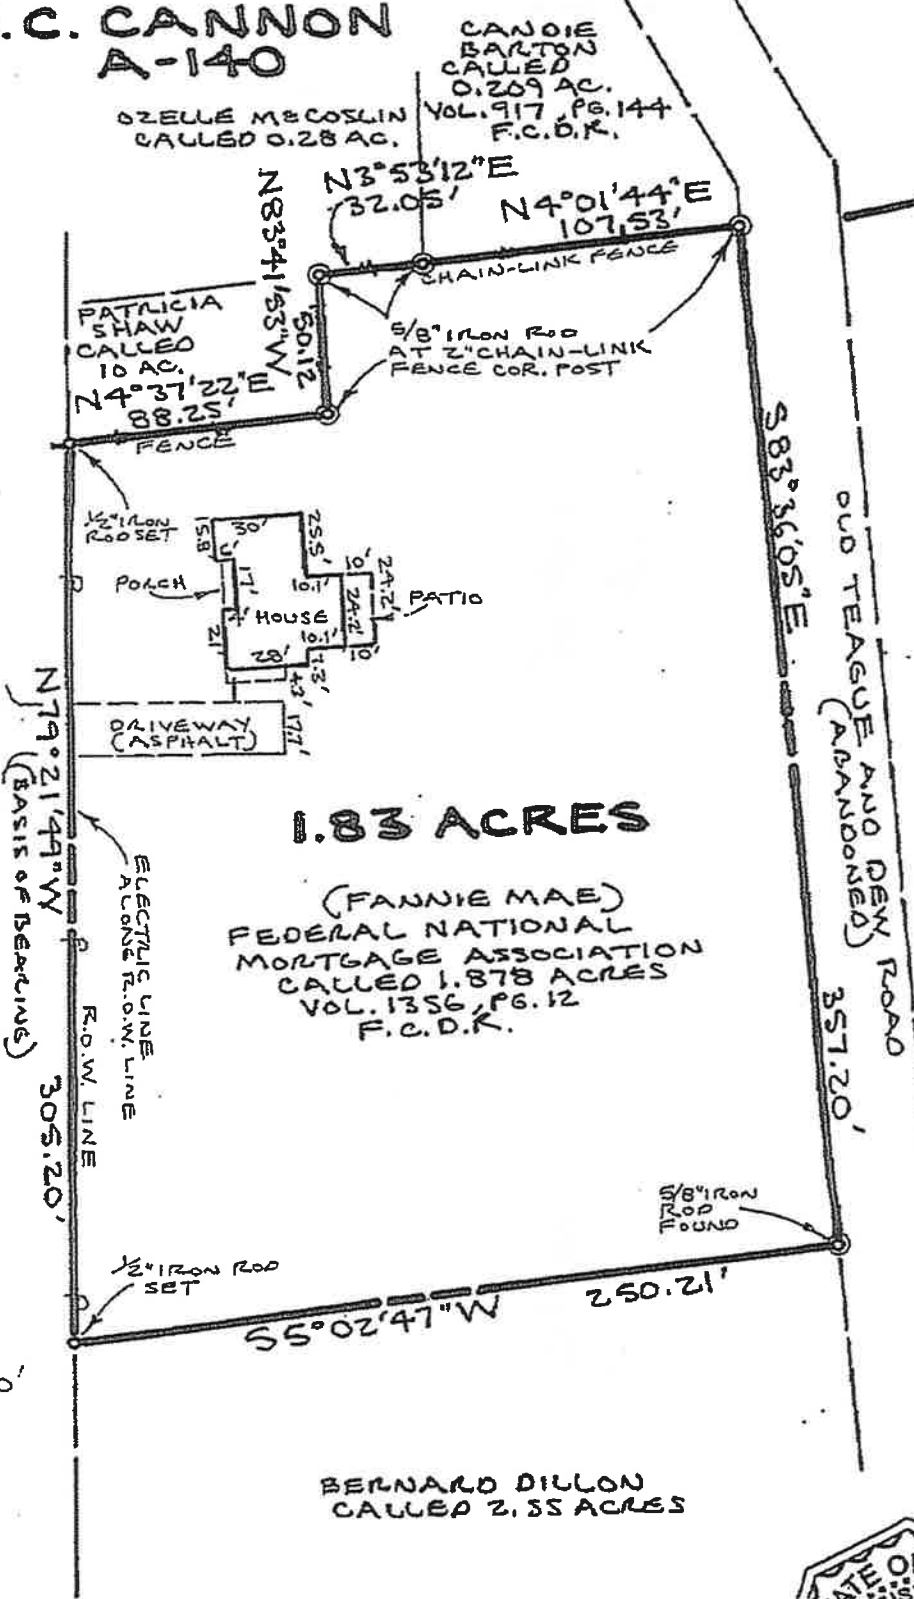 .C. CANNON
A-140
OZELLE McCOSLIN
CALLED 0.28 AC.
CANDIE
BARTON
CALLED
0.209 AC.
VOL. 917, PG. 144
F.C.D.R.
N3°53'12"E
32.05'
N4°01'44"E
107.53'
CHAIN-LINK FENCE
N83°41'53"W
50.12
PATRICIA
SHAW
CALLED
10 AC.
N4°37'22"E
88.25'
FENCE
5/8" IRON ROD
AT 2" CHAIN-LINK
FENCE COR. POST
S83°36'05"E
357.20'
OLD TEAGUE AND DEW ROAD
(ABANDONED)
1/2" IRON
ROD SET
15.8
30'
25.5'
10.1'
10'
24.2'
24.2'
PATIO
PORCH
17'
HOUSE
21'
10.1'
10'
28'
7.3'
4.2'
DRIVEWAY
(ASPHALT)
17.7'
N79°21'49"W
305.20'
(BASIS OF BEARING)
ELECTRIC LINE
ALONG R.O.W. LINE
R.O.W. LINE
1.83 ACRES
(FANNIE MAE)
FEDERAL NATIONAL
MORTGAGE ASSOCIATION
CALLED 1.878 ACRES
VOL. 1356, PG. 12
F.C.D.R.
5/8" IRON
ROD
FOUND
1/2" IRON ROD
SET
S5°02'47"W
250.21'
BERNARD DILLON
CALLED 2.55 ACRES